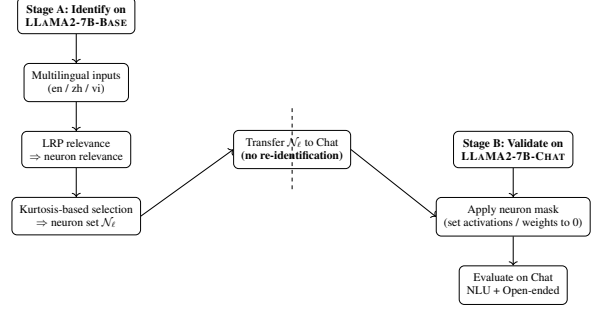 Stage A: Identify on
LLAMA2-7B-BASE
Multilingual inputs
(en / zh / vi)
LRP relevance
⇒ neuron relevance
Kurtosis-based selection
⇒ neuron set 𝒩ℓ
Transfer 𝒩ℓ to Chat
(no re-identification)
Stage B: Validate on
LLAMA2-7B-CHAT
Apply neuron mask
(set activations / weights to 0)
Evaluate on Chat
NLU + Open-ended